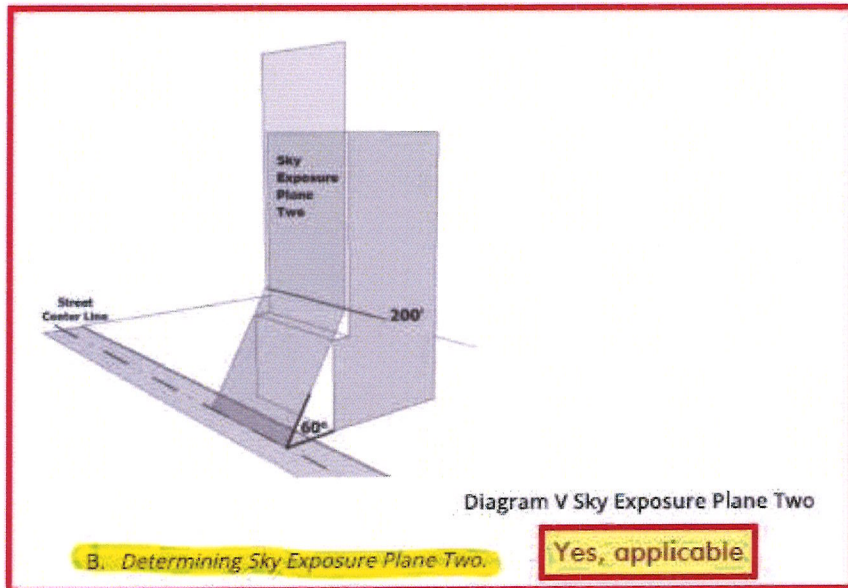 Sky
Exposure
Plane
Two
Street
Center Line
200'
60°
Diagram V Sky Exposure Plane Two
B. Determining Sky Exposure Plane Two.
Yes, applicable